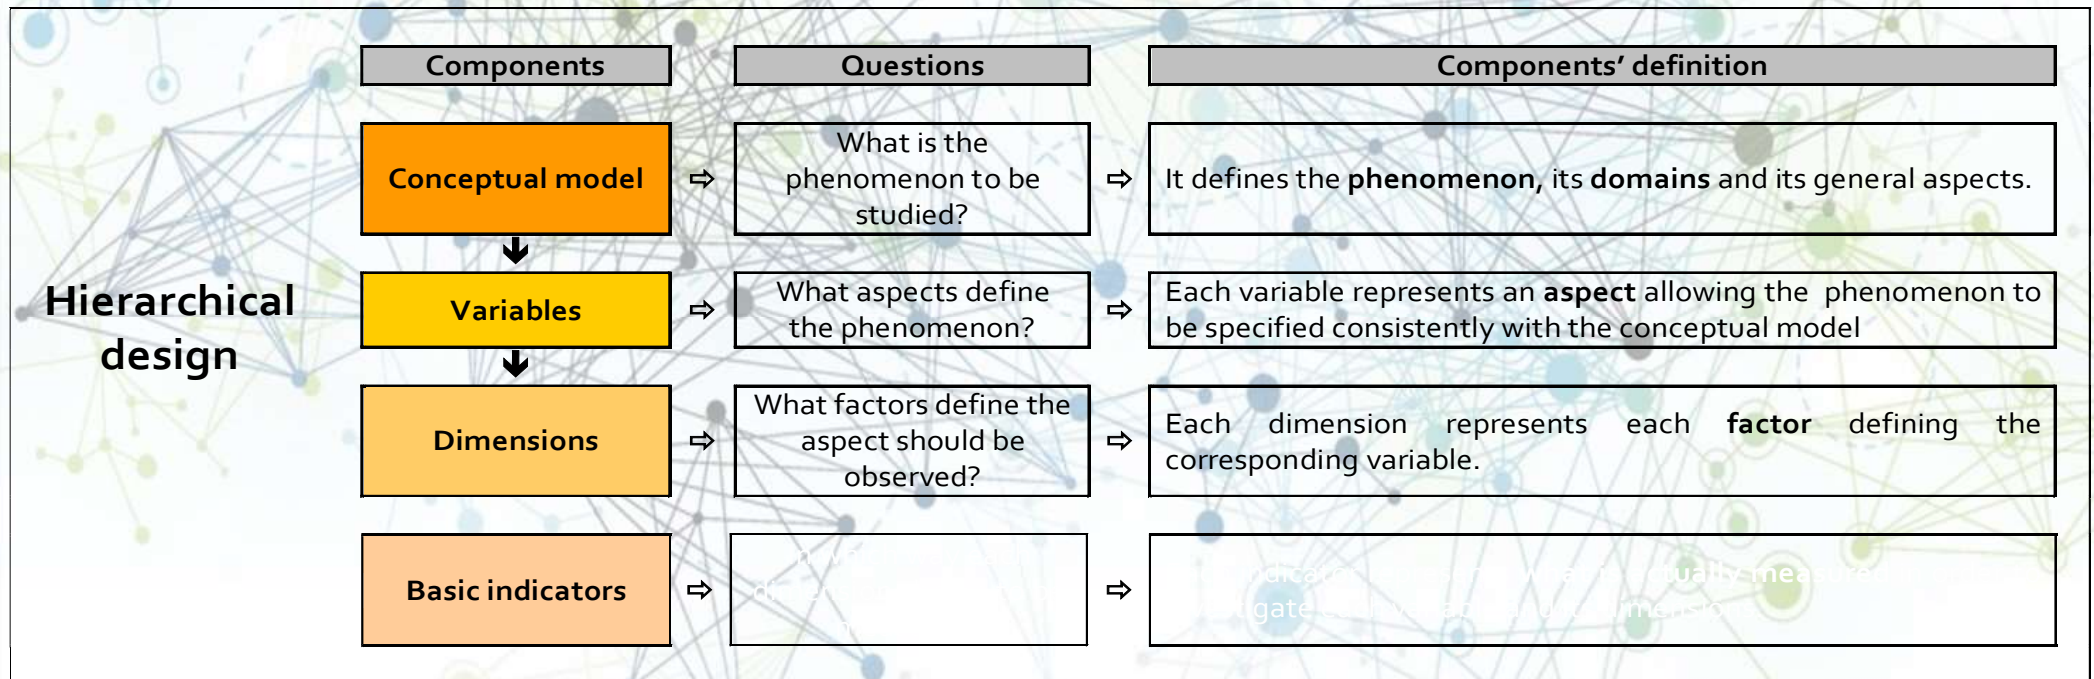 Components
Questions
Components’ definition
Hierarchical
design
Conceptual model
What is the
phenomenon to be
studied?
It defines the phenomenon, its domains and its general aspects.
Variables
What aspects define
the phenomenon?
Each variable represents an aspect allowing the phenomenon to
be specified consistently with the conceptual model
Dimensions
What factors define the
aspect should be
observed?
Each dimension represents each factor defining the
corresponding variable.
Basic indicators
actually measured